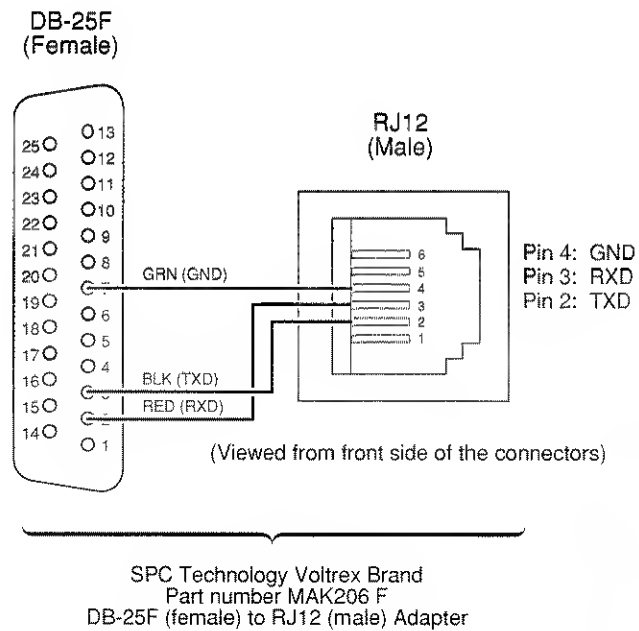 DB-25F
(Female)
13
25
12
24
11
23
10
22
9
21
8
20
19
6
18
5
17
4
16
15
14
1
GRN (GND)
BLK (TXD)
RED (RXD)
RJ12
(Male)
6
5
4
3
2
1
Pin 4: GND
Pin 3: RXD
Pin 2: TXD
(Viewed from front side of the connectors)
SPC Technology Voltrex Brand
Part number MAK206 F
DB-25F (female) to RJ12 (male) Adapter